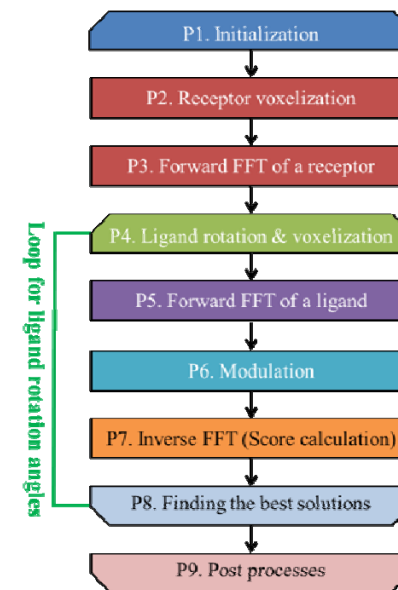 P1. Initialization
P2. Receptor voxelization
P3. Forward FFT of a receptor
P4. Ligand rotation & voxelization
P5. Forward FFT of a ligand
P6. Modulation
P7. Inverse FFT (Score calculation)
P8. Finding the best solutions
P9. Post processes
Loop for ligand rotation
angles